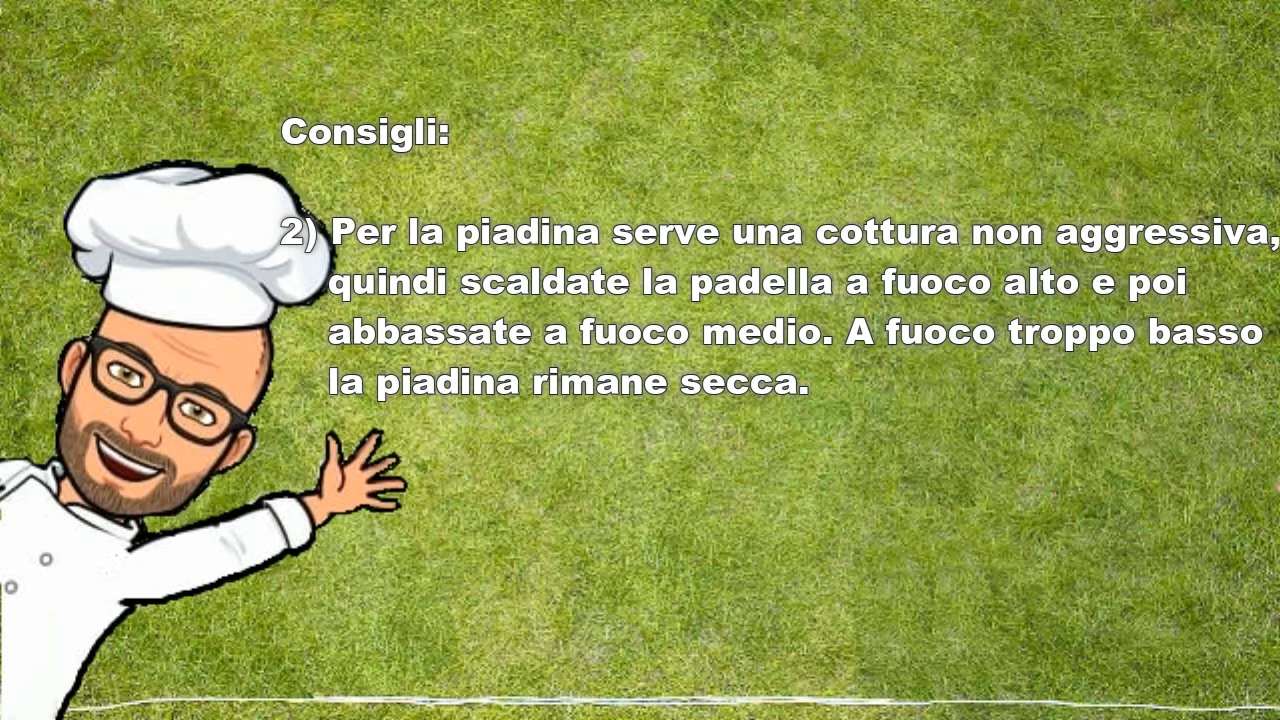 Consigli:
2) Per la piadina serve una cottura non aggressiva,
quindi scaldate la padella a fuoco alto e poi
abbassate a fuoco medio. A fuoco troppo basso
la piadina rimane secca.